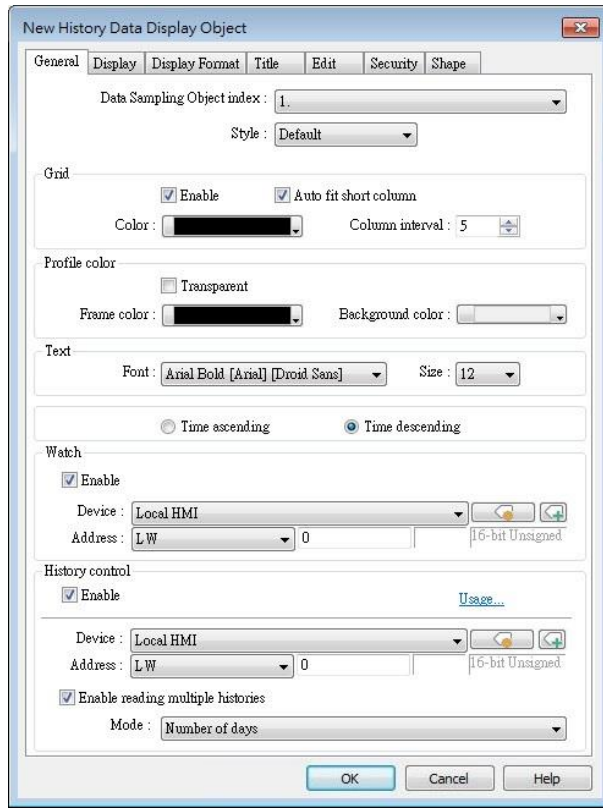 New History Data Display Object
General Display Display Format Title Edit Security Shape
Data Sampling Object index : 1.
Style : Default
Grid
Enable Auto fit short column
Color : Column interval : 5
Profile color
Transparent
Frame color : Background color :
Text
Font : Arial Bold [Arial] [Droid Sans] Size : 12
Time ascending Time descending
Watch
Enable
Device : Local HMI
Address : LW 0 16-bit Unsigned
History control
Enable Usage...
Device : Local HMI
Address : LW 0 16-bit Unsigned
Enable reading multiple histories
Mode : Number of days
OK Cancel Help